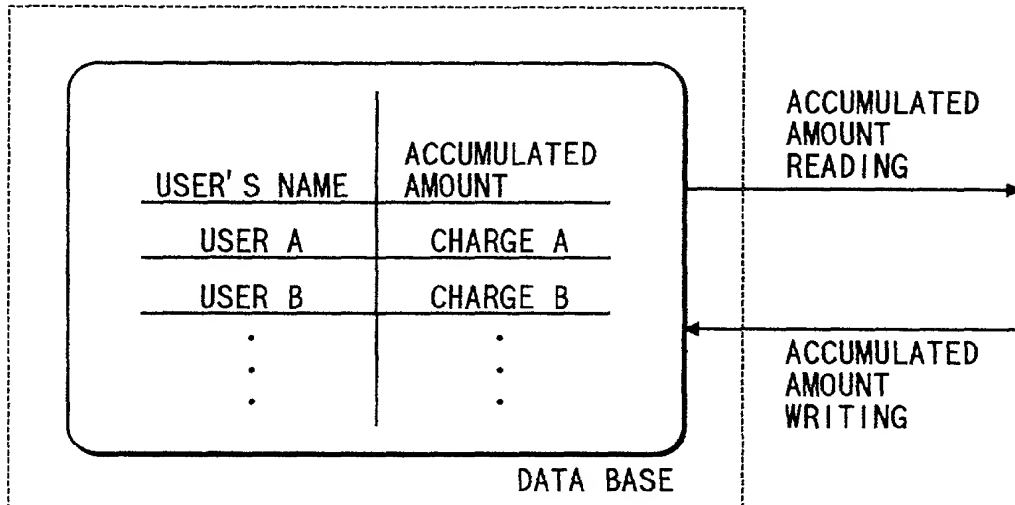 USER'S NAME
ACCUMULATED
AMOUNT
USER A
CHARGE A
USER B
CHARGE B
DATA BASE
ACCUMULATED
AMOUNT
READING
ACCUMULATED
AMOUNT
WRITING